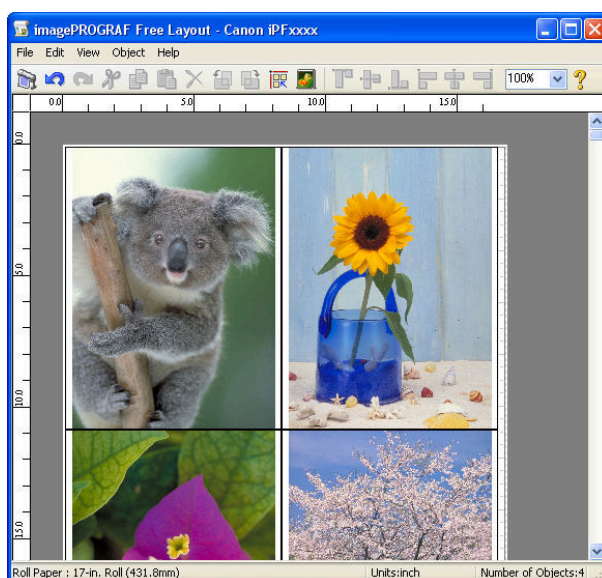 imagePROGRAF Free Layout - Canon iPFxxxx
File Edit View Object Help
100%
0.0 5.0 10.0 15.0
0.0
5.0
10.0
15.0
Roll Paper : 17-in. Roll (431.8mm) Units:inch Number of Objects:4